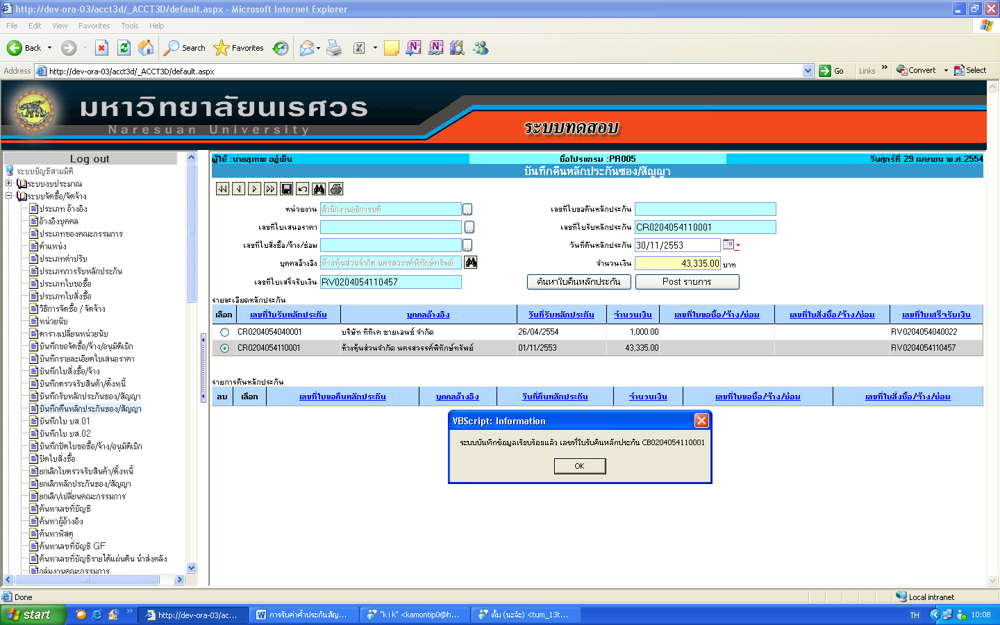 http://dev-ora-03/acct3d/_ACCT3D/default.aspx - Microsoft Internet Explorer
File Edit View Favorites Tools Help
Back Search Favorites
Address http://dev-ora-03/acct3d/_ACCT3D/default.aspx Go Links » Convert Select
มหาวิทยาลัยนเรศวร
Naresuan University
ระบบทดสอบ
Log out
ระบบบัญชีสามมิติ
ระบบงบประมาณ
ระบบจัดซื้อ/จัดจ้าง
ประเภท อ้างอิง
อ้างอิงบุคคล
ประเภทของคณะกรรมการ
ตำแหน่ง
ประเภทค่าปรับ
ประเภทการรับหลักประกัน
ประเภทใบขอซื้อ
ประเภทใบสั่งซื้อ
วิธีการจัดซื้อ / จัดจ้าง
หน่วยนับ
ตารางเปลี่ยนหน่วยนับ
บันทึกขอจัดซื้อ/จ้าง/อนุมัติเบิก
บันทึกรายละเอียดใบเสนอราคา
บันทึกใบสั่งซื้อ/จ้าง
บันทึกตรวจรับสินค้า/ตั้งหนี้
บันทึกรับหลักประกันซอง/สัญญา
บันทึกคืนหลักประกันซอง/สัญญา
บันทึกใบ บส.01
บันทึกใบ บส.02
บันทึกปิดใบขอซื้อ/จ้าง/อนุมัติเบิก
ปิดใบสั่งซื้อ
ยกเลิกใบตรวจรับสินค้า/ตั้งหนี้
ยกเลิกหลักประกันซอง/สัญญา
ยกเลิก/เปลี่ยนคณะกรรมการ
ค้นหาเลขที่บัญชี
ค้นหาผู้อ้างอิง
ค้นหาพัสดุ
ค้นหาเลขที่บัญชี GF
ค้นหาเลขที่บัญชีรายได้แผ่นดิน นำส่งคลัง
กลุ่มงานคณะกรรมการ
ผู้ใช้ :นายสุเทพ อยู่เย็น ชื่อโปรแกรม :PR005 วันศุกร์ที่ 29 เมษายน พ.ศ.2554
บันทึกคืนหลักประกันซอง/สัญญา
หน่วยงาน สำนักงานอธิการบดี ... เลขที่ใบขอคืนหลักประกัน
เลขที่ใบเสนอราคา ... เลขที่ใบรับหลักประกัน CR0204054110001
เลขที่ใบสั่งซื้อ/จ้าง/ซ่อม ... วันที่คืนหลักประกัน 30/11/2553 *
บุคคลอ้างอิง ห้างหุ้นส่วนจำกัด นครสวรรค์พิทักษ์ทรัพย์ จำนวนเงิน 43,335.00 บาท
เลขที่ใบเสร็จรับเงิน RV0204054110457 ค้นหาใบคืนหลักประกัน Post รายการ
รายละเอียดหลักประกัน
เลือก เลขที่ใบรับหลักประกัน บุคคลอ้างอิง วันที่รับหลักประกัน จำนวนเงิน เลขที่ใบขอซื้อ/จ้าง/ซ่อม เลขที่ใบสั่งซื้อ/จ้าง/ซ่อม เลขที่ใบเสร็จรับเงิน
CR0204054040001 บริษัท ทีทีเค ซายเอนซ์ จำกัด 26/04/2554 1,000.00 RV0204054040022
CR0204054110001 ห้างหุ้นส่วนจำกัด นครสวรรค์พิทักษ์ทรัพย์ 01/11/2553 43,335.00 RV0204054110457
รายการคืนหลักประกัน
ลบ เลือก เลขที่ใบขอคืนหลักประกัน บุคคลอ้างอิง วันที่คืนหลักประกัน จำนวนเงิน เลขที่ใบขอซื้อ/จ้าง/ซ่อม เลขที่ใบสั่งซื้อ/จ้าง/ซ่อม
VBScript: Information
ระบบบันทึกข้อมูลเรียบร้อยแล้ว เลขที่ใบรับคืนหลักประกัน CB0204054110001
OK
Done Local intranet
start » http://dev-ora-03/ac... การรับค่าค้ำประกันสัญ... "k i k" <kamontip0@h... ตั้ม (นะจ้ะ) <tum_13t... TH 10:08